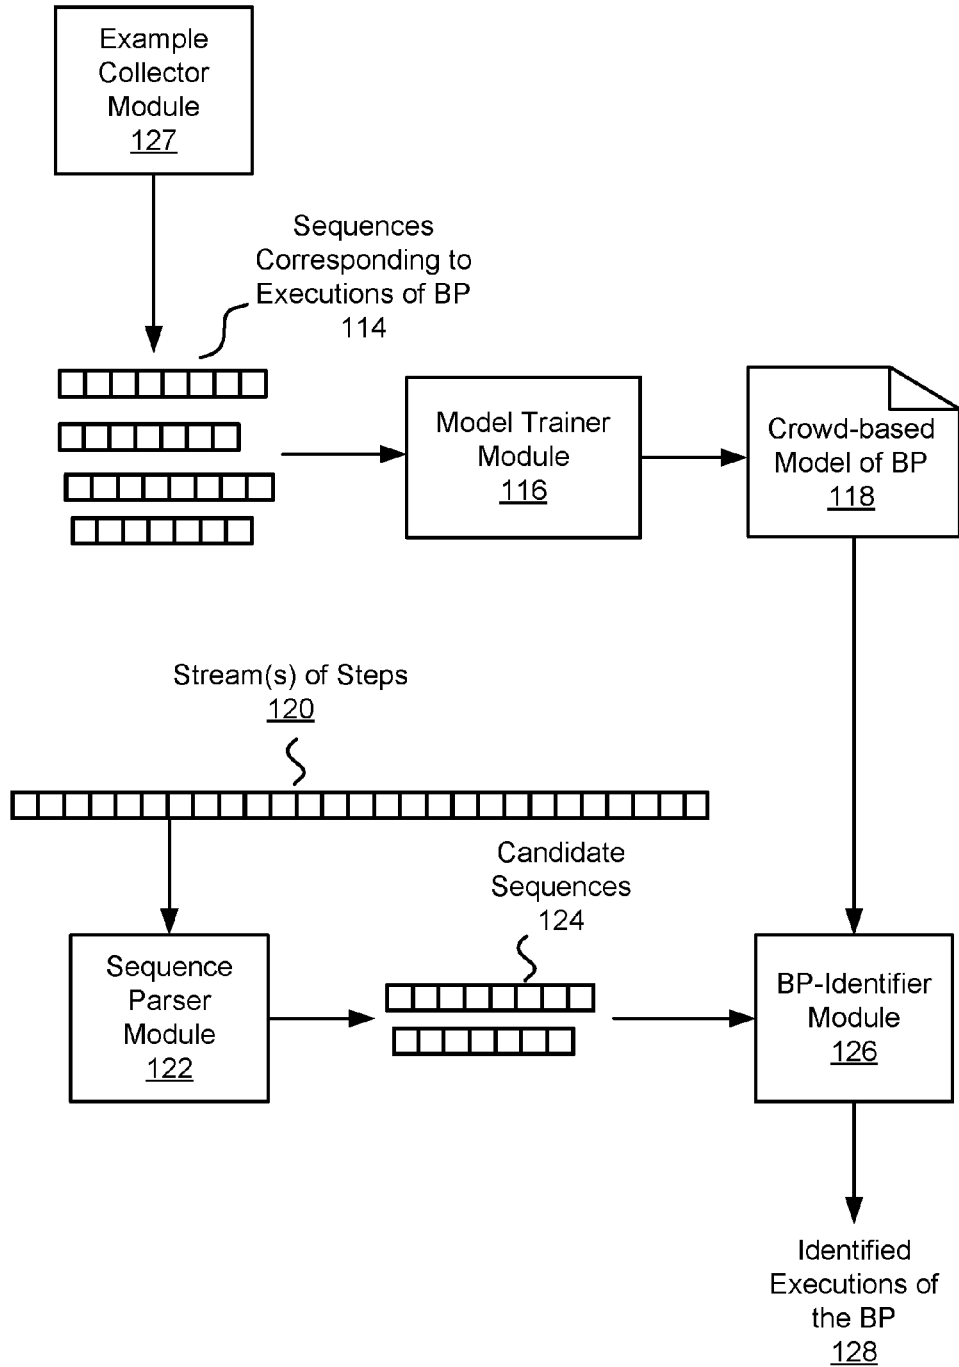 Example
Collector
Module
127
Sequences
Corresponding to
Executions of BP
114
Model Trainer
Module
116
Crowd-based
Model of BP
118
Stream(s) of Steps
120
Candidate
Sequences
124
Sequence
Parser
Module
122
BP-Identifier
Module
126
Identified
Executions of
the BP
128